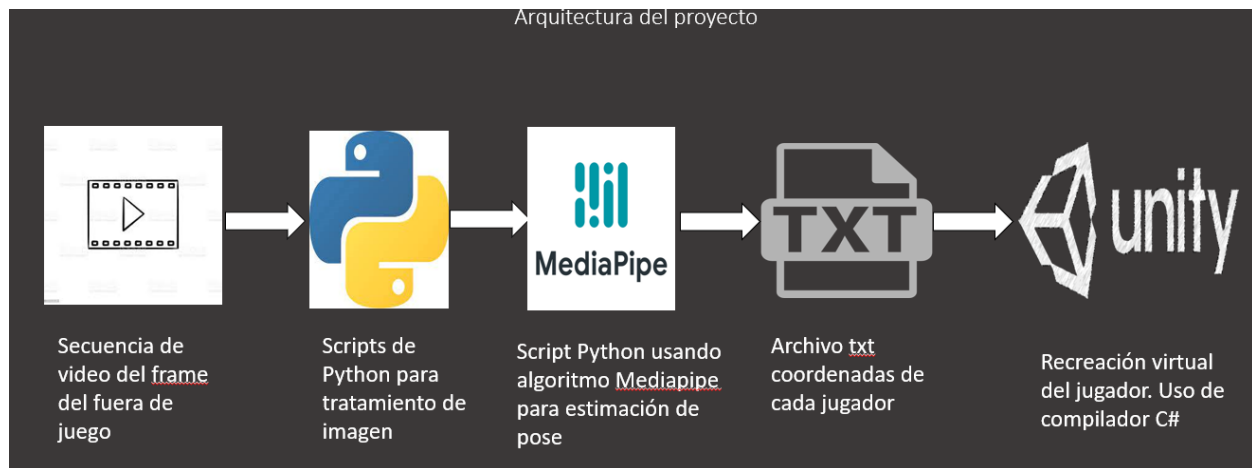 Arquitectura del proyecto
MediaPipe
TXT
unity
Secuencia de
video del frame
del fuera de
juego
Scripts de
Python para
tratamiento de
imagen
Script Python usando
algoritmo Mediapipe
para estimación de
pose
Archivo txt
coordenadas de
cada jugador
Recreación virtual
del jugador. Uso de
compilador C#